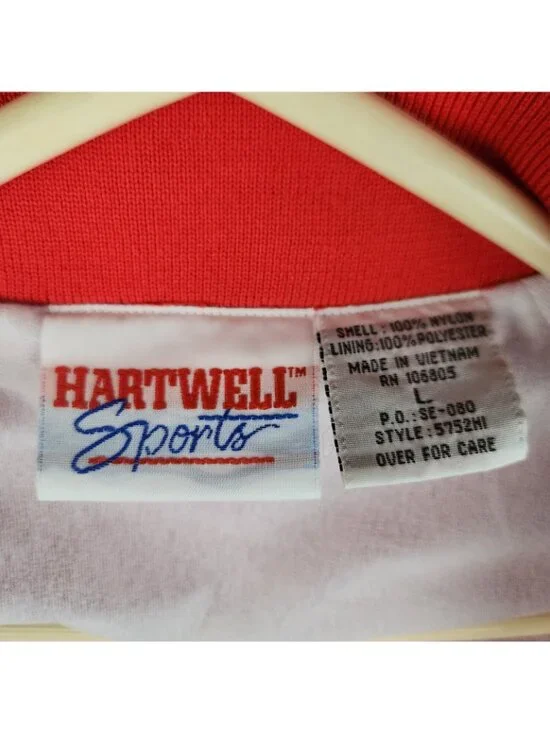 HARTWELL™
Sports
SHELL: 100% NYLON
LINING:100% POLYESTER
MADE IN VIETNAM
RN 106805
L
P.O.: SE-080
STYLE: 5752MI
OVER FOR CARE